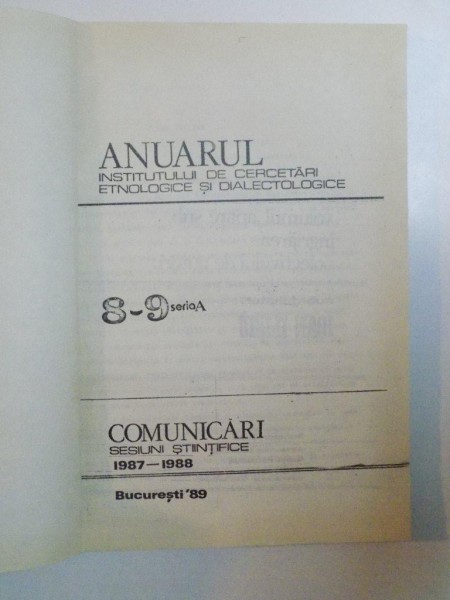 ANUARUL
INSTITUTULUI DE CERCETĂRI
ETNOLOGICE ȘI DIALECTOLOGICE
8-9 seria A
COMUNICĂRI
SESIUNI ȘTIINȚIFICE
1987—1988
București '89